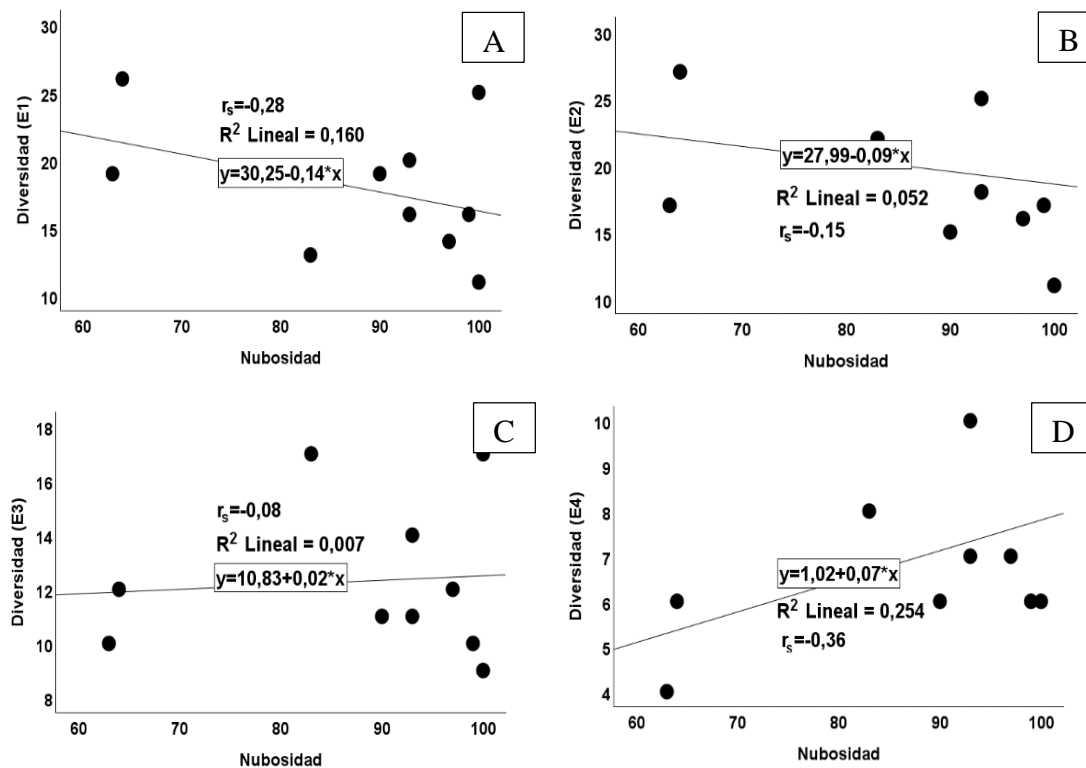 A
Diversidad (E1)
30
25
20
15
10
r_s=-0,28
R² Lineal = 0,160
y=30,25-0,14*x
60 70 80 90 100
Nubosidad
B
Diversidad (E2)
30
25
20
15
10
y=27,99-0,09*x
R² Lineal = 0,052
r_s=-0,15
60 70 80 90 100
Nubosidad
C
Diversidad (E3)
18
16
14
12
10
8
r_s=-0,08
R² Lineal = 0,007
y=10,83+0,02*x
60 70 80 90 100
Nubosidad
D
Diversidad (E4)
10
9
8
7
6
5
4
y=1,02+0,07*x
R² Lineal = 0,254
r_s=-0,36
60 70 80 90 100
Nubosidad